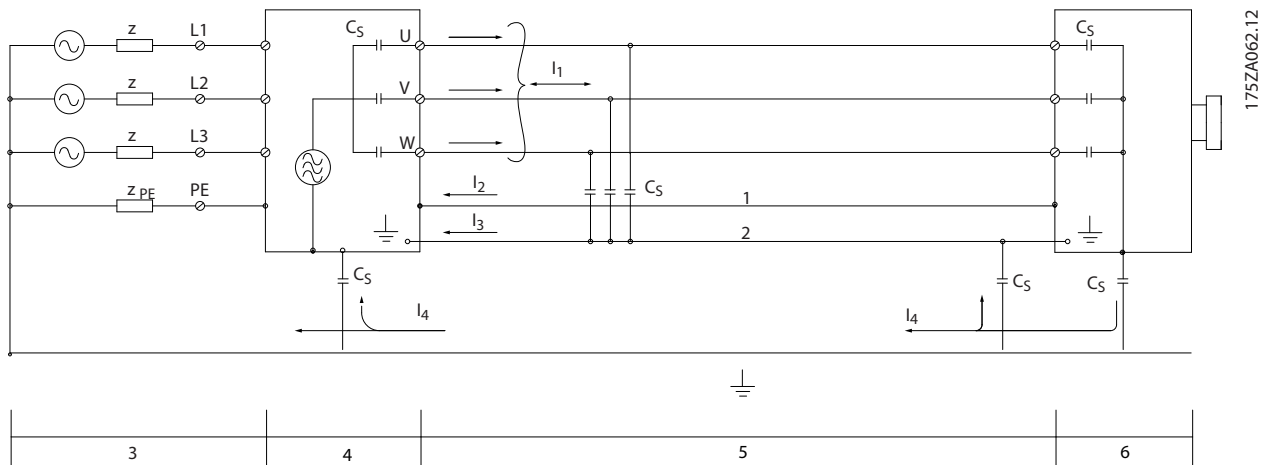 z L1 C_S U C_S
I_1
z L2 V
z L3 W
z_PE PE I_2 C_S 1
I_3 2
C_S C_S C_S
I_4 I_4
3 4 5 6
175ZA062.12